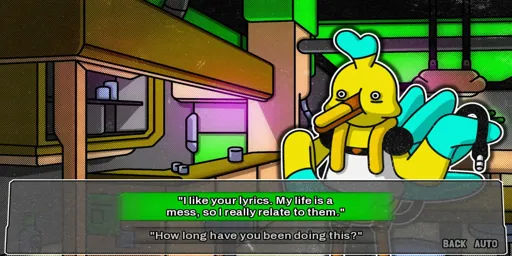 "I like your lyrics. My life is a
mess, so I really relate to them."
"How long have you been doing this?"
BACK AUTO